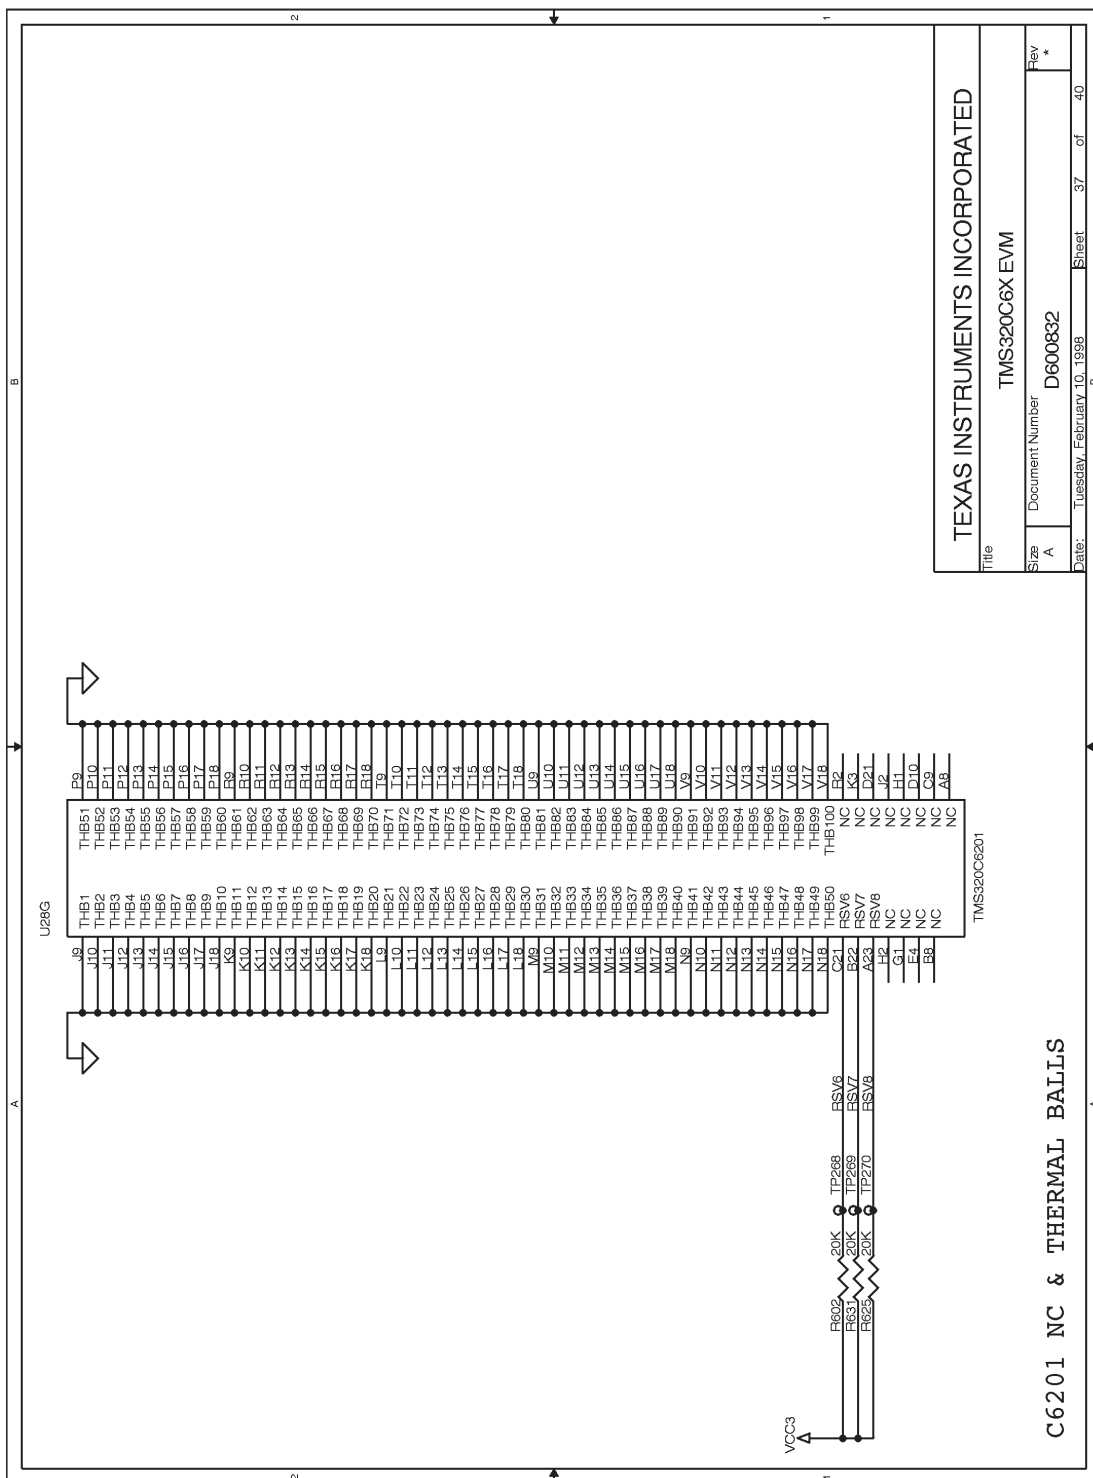 A B
U28G
J9 THB1 THB51 P9
J10 THB2 THB52 P10
J11 THB3 THB53 P11
J12 THB4 THB54 P12
J13 THB5 THB55 P13
J14 THB6 THB56 P14
J15 THB7 THB57 P15
J16 THB8 THB58 P16
J17 THB9 THB59 P17
J18 THB10 THB60 P18
K9 THB11 THB61 R9
K10 THB12 THB62 R10
K11 THB13 THB63 R11
K12 THB14 THB64 R12
K13 THB15 THB65 R13
K14 THB16 THB66 R14
K15 THB17 THB67 R15
K16 THB18 THB68 R16
K17 THB19 THB69 R17
K18 THB20 THB70 R18
2 2
L9 THB21 THB71 T9
L10 THB22 THB72 T10
L11 THB23 THB73 T11
L12 THB24 THB74 T12
L13 THB25 THB75 T13
L14 THB26 THB76 T14
L15 THB27 THB77 T15
L16 THB28 THB78 T16
L17 THB29 THB79 T17
L18 THB30 THB80 T18
M9 THB31 THB81 U9
M10 THB32 THB82 U10
M11 THB33 THB83 U11
M12 THB34 THB84 U12
M13 THB35 THB85 U13
M14 THB36 THB86 U14
M15 THB37 THB87 U15
M16 THB38 THB88 U16
M17 THB39 THB89 U17
M18 THB40 THB90 U18
N9 THB41 THB91 V9
N10 THB42 THB92 V10
N11 THB43 THB93 V11
N12 THB44 THB94 V12
N13 THB45 THB95 V13
N14 THB46 THB96 V14
N15 THB47 THB97 V15
N16 THB48 THB98 V16
N17 THB49 THB99 V17
N18 THB50 THB100 V18
VCC3
1 1
R602 20K TP268 RSV6 C21 RSV6 NC R2
R631 20K TP269 RSV7 B22 RSV7 NC K3
R625 20K TP270 RSV8 A23 RSV8 NC D21
H2 NC NC J2
G1 NC NC H1
E4 NC NC D10
B8 NC NC C9
NC A8
TMS320C6201
C6201 NC & THERMAL BALLS
TEXAS INSTRUMENTS INCORPORATED
Title
TMS320C6X EVM
Size Document Number Rev
A D600832 *
Date: Tuesday, February 10, 1998 Sheet 37 of 40